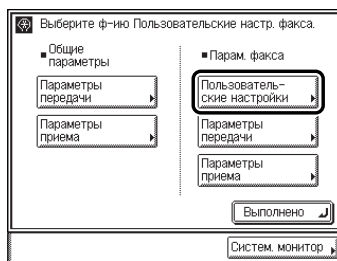 Выберите ф-ию Пользовательские настр. факса.
■ Общие
параметры
Параметры
передачи
Параметры
приема
■ Парам. факса
Пользователь-
ские настройки
Параметры
передачи
Параметры
приема
Выполнено
Систем. монитор